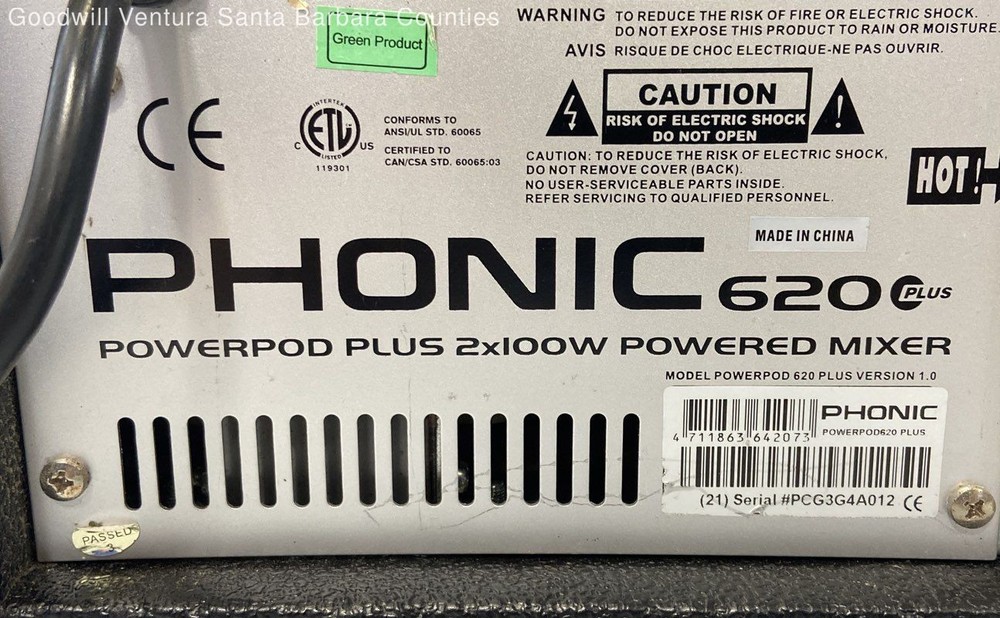 Goodwill Ventura Santa Barbara Counties
Green Product
WARNING TO REDUCE THE RISK OF FIRE OR ELECTRIC SHOCK.
DO NOT EXPOSE THIS PRODUCT TO RAIN OR MOISTURE.
AVIS RISQUE DE CHOC ELECTRIQUE-NE PAS OUVRIR.
CAUTION
RISK OF ELECTRIC SHOCK
DO NOT OPEN
CE
INTERTEK
C ETL US
LISTED
119301
CONFORMS TO
ANSI/UL STD. 60065
CERTIFIED TO
CAN/CSA STD. 60065:03
CAUTION: TO REDUCE THE RISK OF ELECTRIC SHOCK,
DO NOT REMOVE COVER (BACK).
NO USER-SERVICEABLE PARTS INSIDE.
REFER SERVICING TO QUALIFIED PERSONNEL.
HOT!
MADE IN CHINA
PHONIC 620 PLUS
POWERPOD PLUS 2x100W POWERED MIXER
MODEL POWERPOD 620 PLUS VERSION 1.0
PHONIC
POWERPOD620 PLUS
4 711863 642073
(21) Serial #PCG3G4A012 CE
PASSED
3